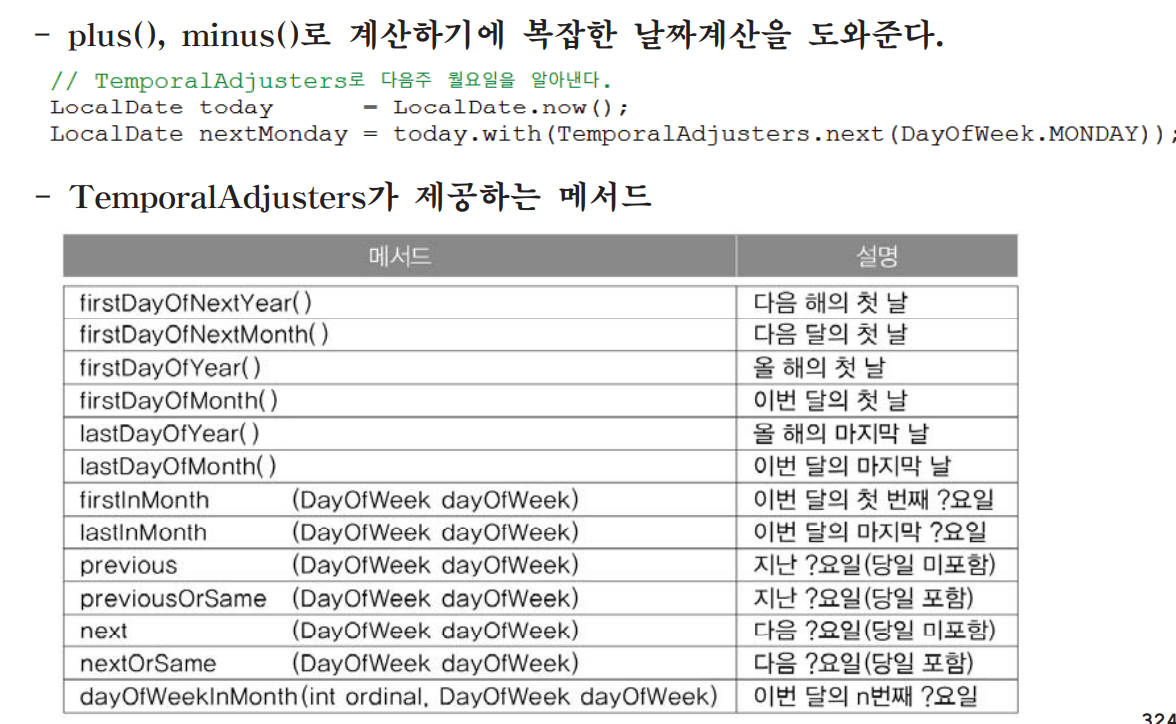 - plus(), minus()로 계산하기에 복잡한 날짜계산을 도와준다.
// TemporalAdjusters로 다음주 월요일을 알아낸다.
LocalDate today = LocalDate.now();
LocalDate nextMonday = today.with(TemporalAdjusters.next(DayOfWeek.MONDAY));
- TemporalAdjusters가 제공하는 메서드
메서드 설명
firstDayOfNextYear() 다음 해의 첫 날
firstDayOfNextMonth() 다음 달의 첫 날
firstDayOfYear() 올 해의 첫 날
firstDayOfMonth() 이번 달의 첫 날
lastDayOfYear() 올 해의 마지막 날
lastDayOfMonth() 이번 달의 마지막 날
firstInMonth (DayOfWeek dayOfWeek) 이번 달의 첫 번째 ?요일
lastInMonth (DayOfWeek dayOfWeek) 이번 달의 마지막 ?요일
previous (DayOfWeek dayOfWeek) 지난 ?요일(당일 미포함)
previousOrSame (DayOfWeek dayOfWeek) 지난 ?요일(당일 포함)
next (DayOfWeek dayOfWeek) 다음 ?요일(당일 미포함)
nextOrSame (DayOfWeek dayOfWeek) 다음 ?요일(당일 포함)
dayOfWeekInMonth(int ordinal, DayOfWeek dayOfWeek) 이번 달의 n번째 ?요일
324